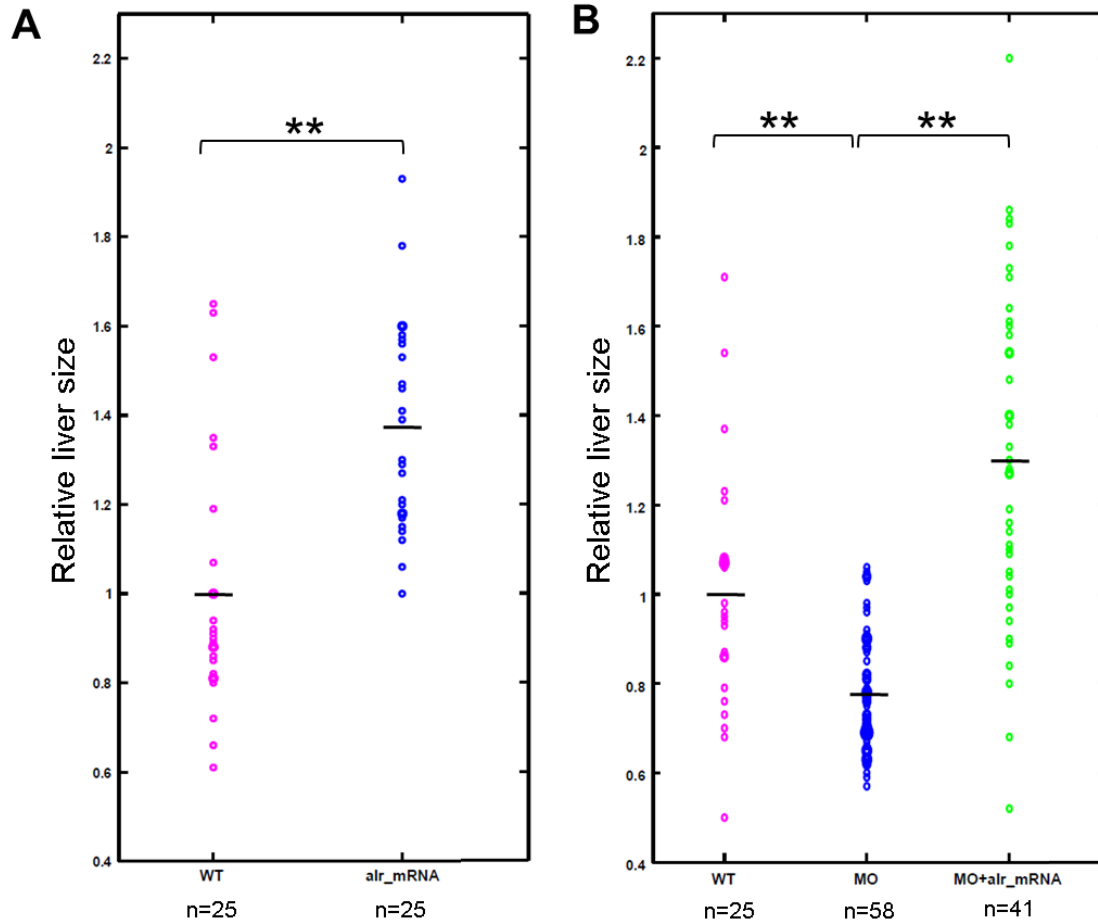 A
B
Relative liver size
2.2
2
1.8
1.6
1.4
1.2
1
0.8
0.6
0.4
**
WT
alr_mRNA
n=25
n=25
Relative liver size
2.2
2
1.8
1.6
1.4
1.2
1
0.8
0.6
0.4
**
**
WT
MO
MO+alr_mRNA
n=25
n=58
n=41